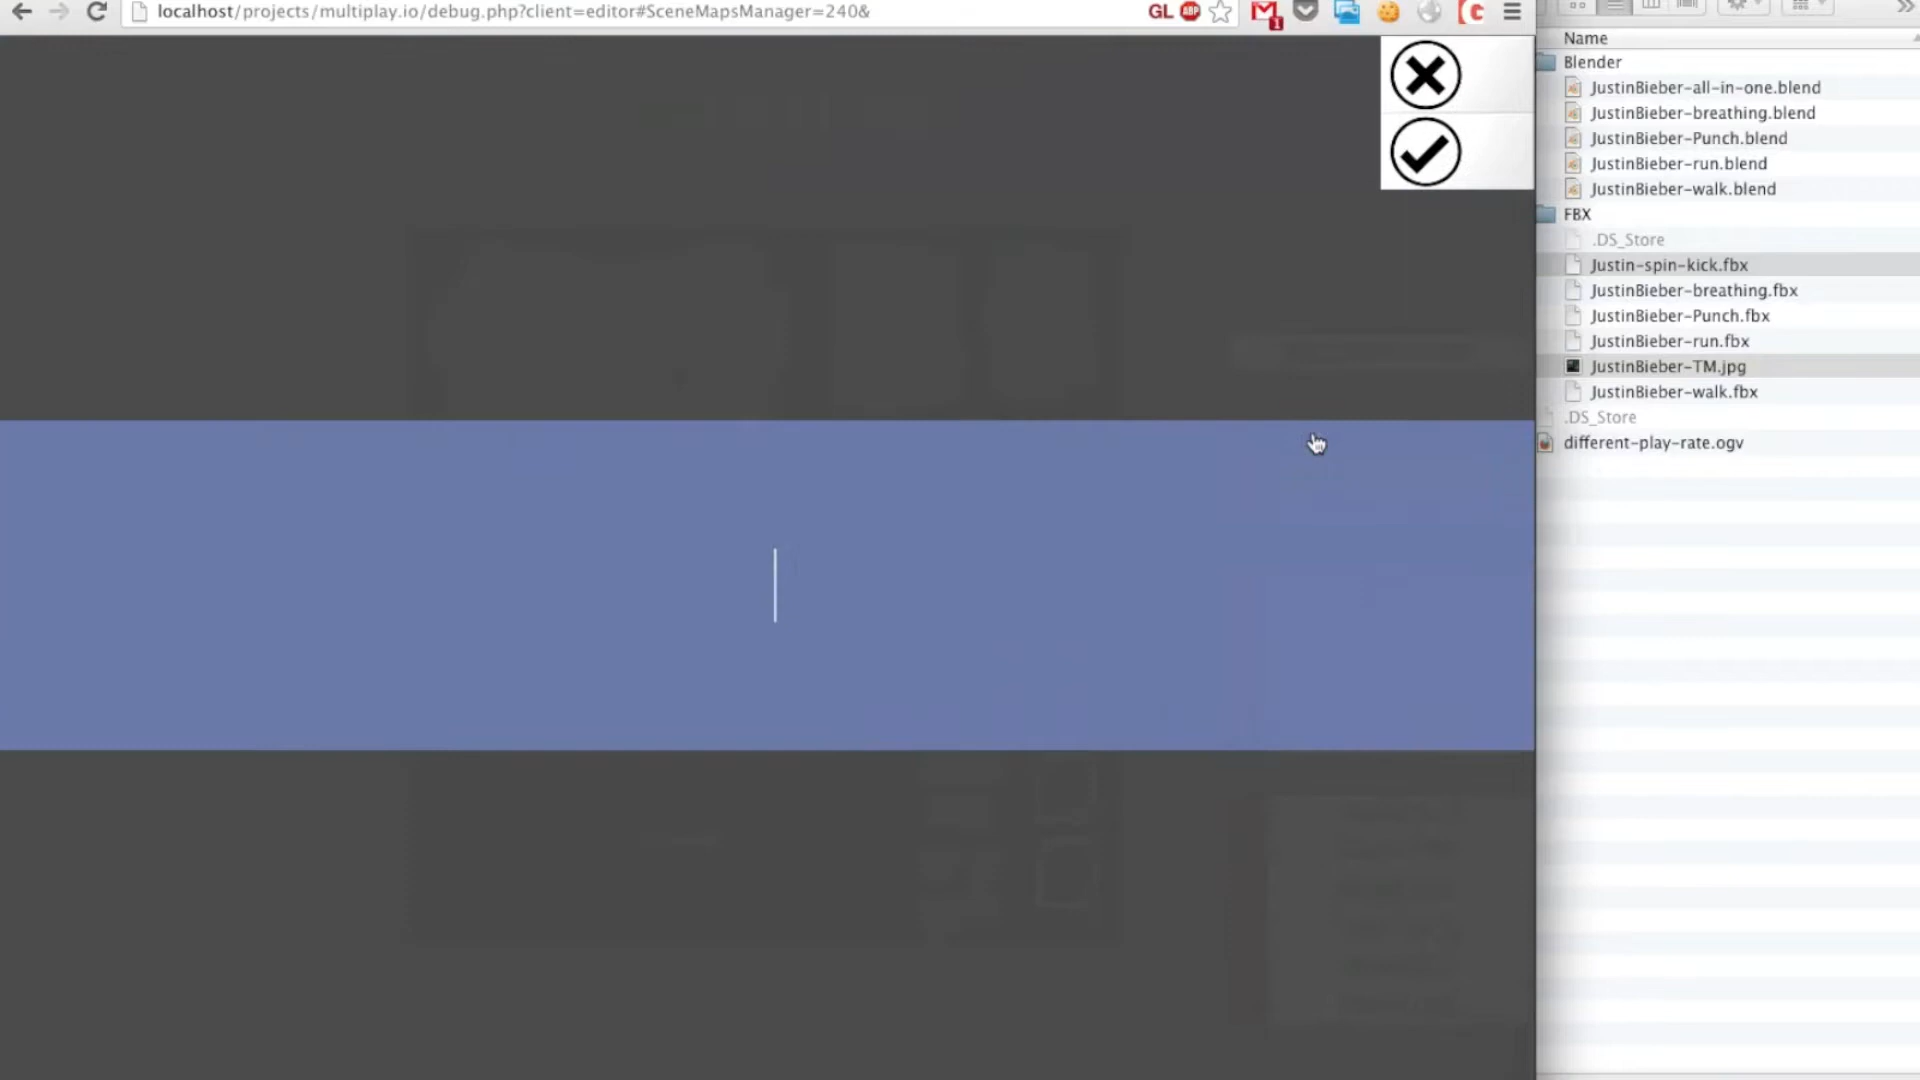 localhost/projects/multiplay.io/debug.php?client=editor#SceneMapsManager=240&
GL
ABP
1
Name
Blender
JustinBieber-all-in-one.blend
JustinBieber-breathing.blend
JustinBieber-Punch.blend
JustinBieber-run.blend
JustinBieber-walk.blend
FBX
.DS_Store
Justin-spin-kick.fbx
JustinBieber-breathing.fbx
JustinBieber-Punch.fbx
JustinBieber-run.fbx
JustinBieber-TM.jpg
JustinBieber-walk.fbx
.DS_Store
different-play-rate.ogv